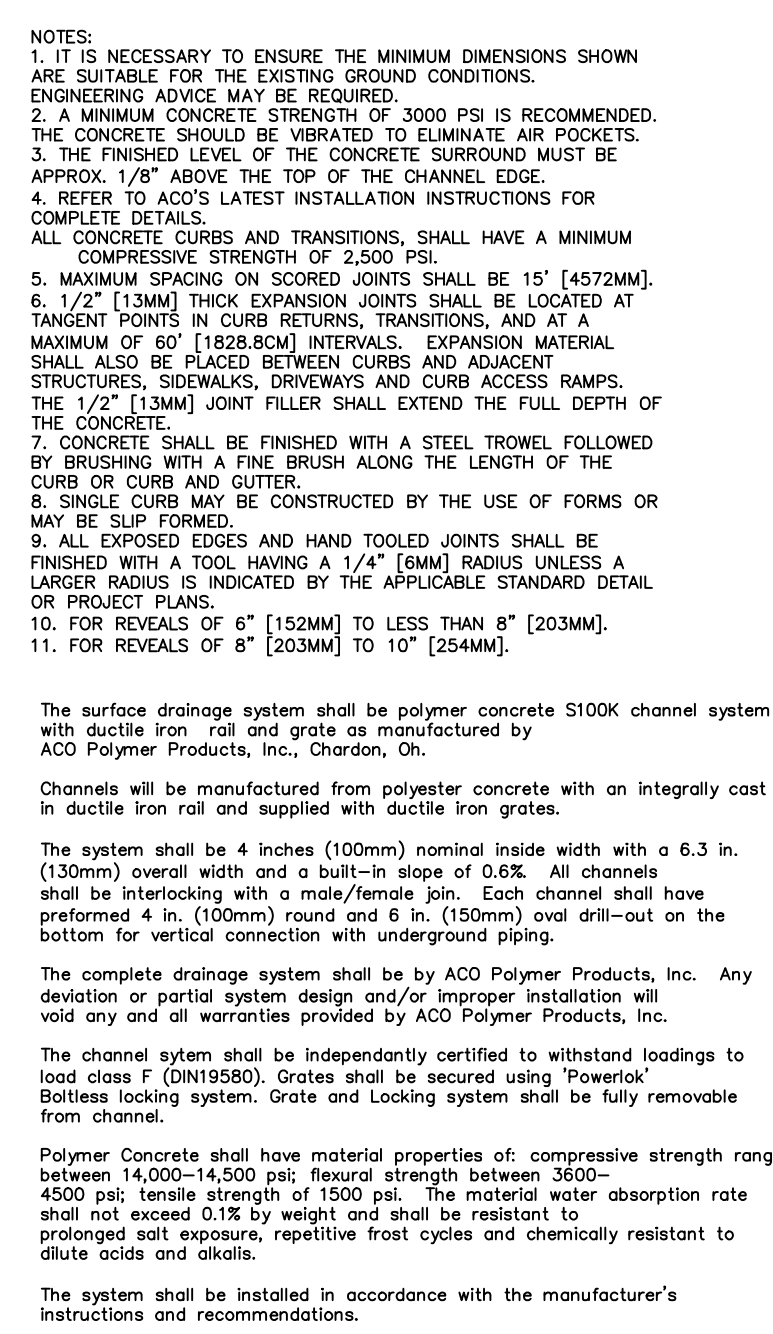 NOTES:
1. IT IS NECESSARY TO ENSURE THE MINIMUM DIMENSIONS SHOWN
ARE SUITABLE FOR THE EXISTING GROUND CONDITIONS.
ENGINEERING ADVICE MAY BE REQUIRED.
2. A MINIMUM CONCRETE STRENGTH OF 3000 PSI IS RECOMMENDED.
THE CONCRETE SHOULD BE VIBRATED TO ELIMINATE AIR POCKETS.
3. THE FINISHED LEVEL OF THE CONCRETE SURROUND MUST BE
APPROX. 1/8" ABOVE THE TOP OF THE CHANNEL EDGE.
4. REFER TO ACO'S LATEST INSTALLATION INSTRUCTIONS FOR
COMPLETE DETAILS.
ALL CONCRETE CURBS AND TRANSITIONS, SHALL HAVE A MINIMUM
COMPRESSIVE STRENGTH OF 2,500 PSI.
5. MAXIMUM SPACING ON SCORED JOINTS SHALL BE 15' [4572MM].
6. 1/2" [13MM] THICK EXPANSION JOINTS SHALL BE LOCATED AT
TANGENT POINTS IN CURB RETURNS, TRANSITIONS, AND AT A
MAXIMUM OF 60' [1828.8CM] INTERVALS.  EXPANSION MATERIAL
SHALL ALSO BE PLACED BETWEEN CURBS AND ADJACENT
STRUCTURES, SIDEWALKS, DRIVEWAYS AND CURB ACCESS RAMPS.
THE 1/2" [13MM] JOINT FILLER SHALL EXTEND THE FULL DEPTH OF
THE CONCRETE.
7. CONCRETE SHALL BE FINISHED WITH A STEEL TROWEL FOLLOWED
BY BRUSHING WITH A FINE BRUSH ALONG THE LENGTH OF THE
CURB OR CURB AND GUTTER.
8. SINGLE CURB MAY BE CONSTRUCTED BY THE USE OF FORMS OR
MAY BE SLIP FORMED.
9. ALL EXPOSED EDGES AND HAND TOOLED JOINTS SHALL BE
FINISHED WITH A TOOL HAVING A 1/4" [6MM] RADIUS UNLESS A
LARGER RADIUS IS INDICATED BY THE APPLICABLE STANDARD DETAIL
OR PROJECT PLANS.
10. FOR REVEALS OF 6" [152MM] TO LESS THAN 8" [203MM].
11. FOR REVEALS OF 8" [203MM] TO 10" [254MM].
The surface drainage system shall be polymer concrete S100K channel system
with ductile iron  rail and grate as manufactured by
ACO Polymer Products, Inc., Chardon, Oh.
Channels will be manufactured from polyester concrete with an integrally cast
in ductile iron rail and supplied with ductile iron grates.
The system shall be 4 inches (100mm) nominal inside width with a 6.3 in.
(130mm) overall width and a built-in slope of 0.6%.  All channels
shall be interlocking with a male/female join.  Each channel shall have
preformed 4 in. (100mm) round and 6 in. (150mm) oval drill-out on the
bottom for vertical connection with underground piping.
The complete drainage system shall be by ACO Polymer Products, Inc.  Any
deviation or partial system design and/or improper installation will
void any and all warranties provided by ACO Polymer Products, Inc.
The channel sytem shall be independantly certified to withstand loadings to
load class F (DIN19580). Grates shall be secured using 'Powerlok'
Boltless locking system. Grate and Locking system shall be fully removable
from channel.
Polymer Concrete shall have material properties of:  compressive strength rang
between 14,000-14,500 psi; flexural strength between 3600-
4500 psi; tensile strength of 1500 psi.  The material water absorption rate
shall not exceed 0.1% by weight and shall be resistant to
prolonged salt exposure, repetitive frost cycles and chemically resistant to
dilute acids and alkalis.
The system shall be installed in accordance with the manufacturer's
instructions and recommendations.